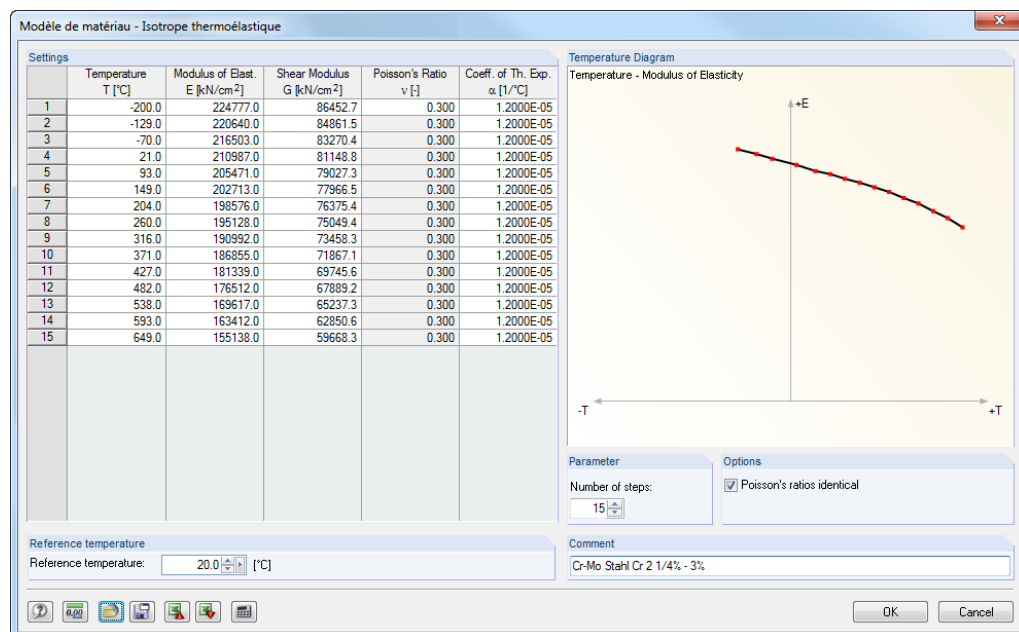 Modèle de matériau - Isotrope thermoélastique
Settings
Temperature Modulus of Elast. Shear Modulus Poisson's Ratio Coeff. of Th. Exp.
T [°C] E [kN/cm²] G [kN/cm²] ν [-] α [1/°C]
1 -200.0 224777.0 86452.7 0.300 1.2000E-05
2 -129.0 220640.0 84861.5 0.300 1.2000E-05
3 -70.0 216503.0 83270.4 0.300 1.2000E-05
4 21.0 210987.0 81148.8 0.300 1.2000E-05
5 93.0 205471.0 79027.3 0.300 1.2000E-05
6 149.0 202713.0 77966.5 0.300 1.2000E-05
7 204.0 198576.0 76375.4 0.300 1.2000E-05
8 260.0 195128.0 75049.4 0.300 1.2000E-05
9 316.0 190992.0 73458.3 0.300 1.2000E-05
10 371.0 186855.0 71867.1 0.300 1.2000E-05
11 427.0 181339.0 69745.6 0.300 1.2000E-05
12 482.0 176512.0 67889.2 0.300 1.2000E-05
13 538.0 169617.0 65237.3 0.300 1.2000E-05
14 593.0 163412.0 62850.6 0.300 1.2000E-05
15 649.0 155138.0 59668.3 0.300 1.2000E-05
Temperature Diagram
Temperature - Modulus of Elasticity
+E
-T +T
Parameter
Number of steps:
15
Options
Poisson's ratios identical
Reference temperature
Reference temperature: 20.0 [°C]
Comment
Cr-Mo Stahl Cr 2 1/4% - 3%
0.00
OK Cancel